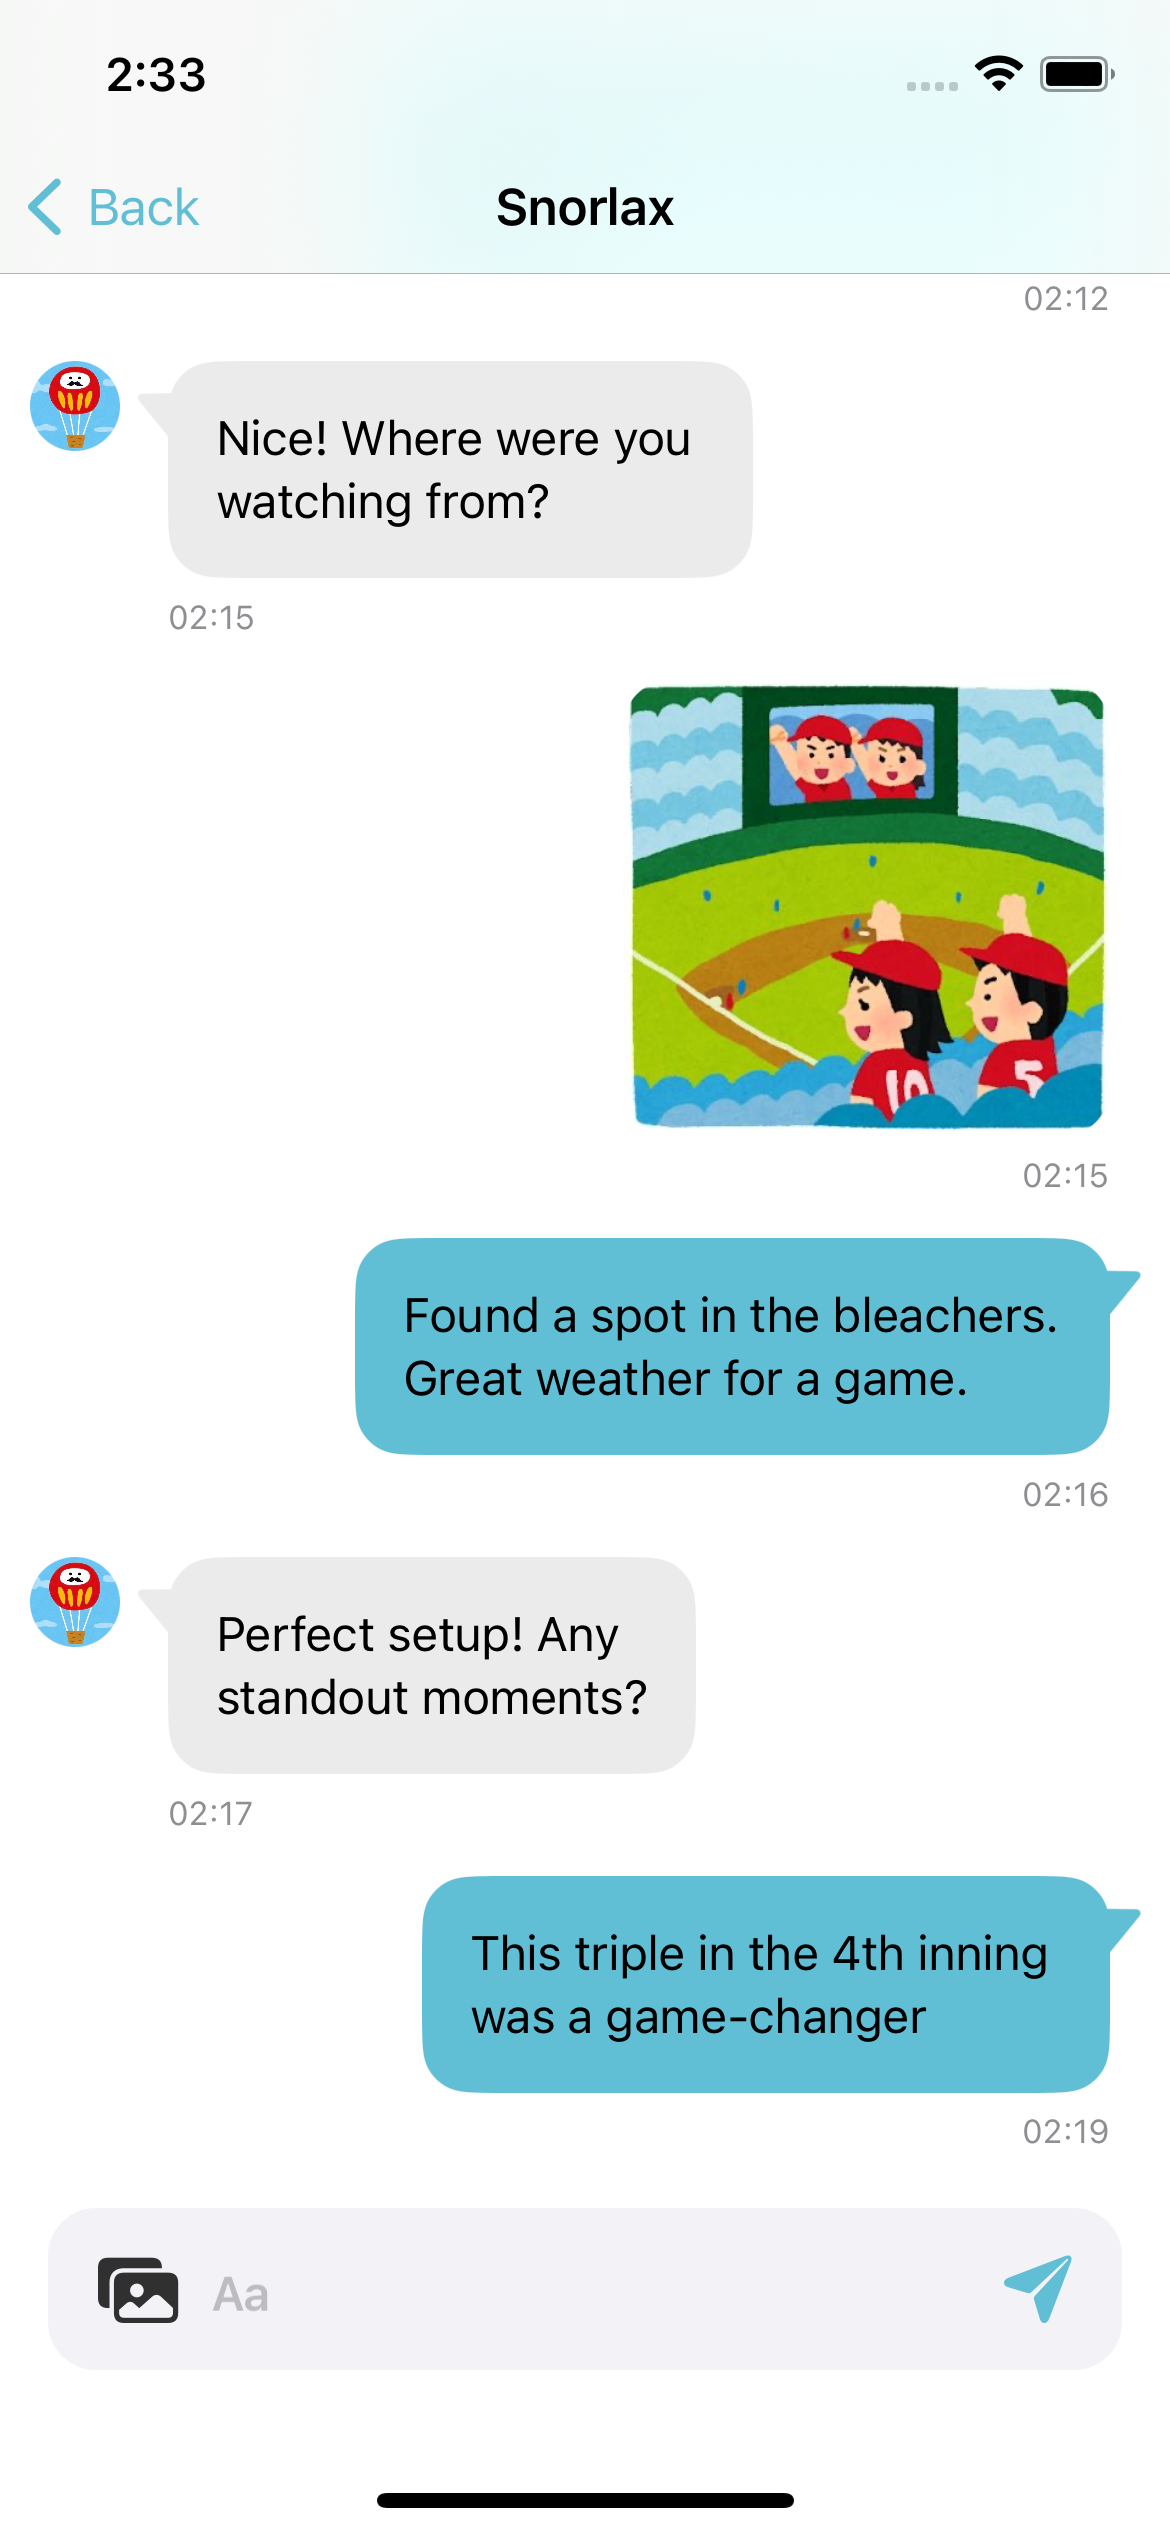 2:33
Back
Snorlax
02:12
Nice! Where were you
watching from?
02:15
10
5
02:15
Found a spot in the bleachers.
Great weather for a game.
02:16
Perfect setup! Any
standout moments?
02:17
This triple in the 4th inning
was a game-changer
02:19
Aa